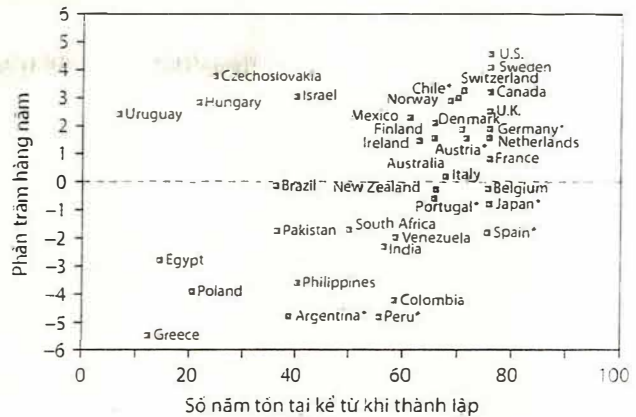 5
4
3
2
1
0
−1
−2
−3
−4
−5
−6
Phần trăm hàng năm
U.S.
Sweden
Czechoslovakia
Switzerland
Chile*
Canada
Israel
Norway
Hungary
Uruguay
Mexico
Denmark
U.K.
Finland
Germany*
Ireland
Netherlands
Austria*
France
Australia
Italy
Brazil
New Zealand
Belgium
Portugal*
Japan*
Pakistan
South Africa
Venezuela
Spain*
India
Egypt
Philippines
Poland
Colombia
Argentina*
Peru*
Greece
0 20 40 60 80 100
Số năm tồn tại kể từ khi thành lập